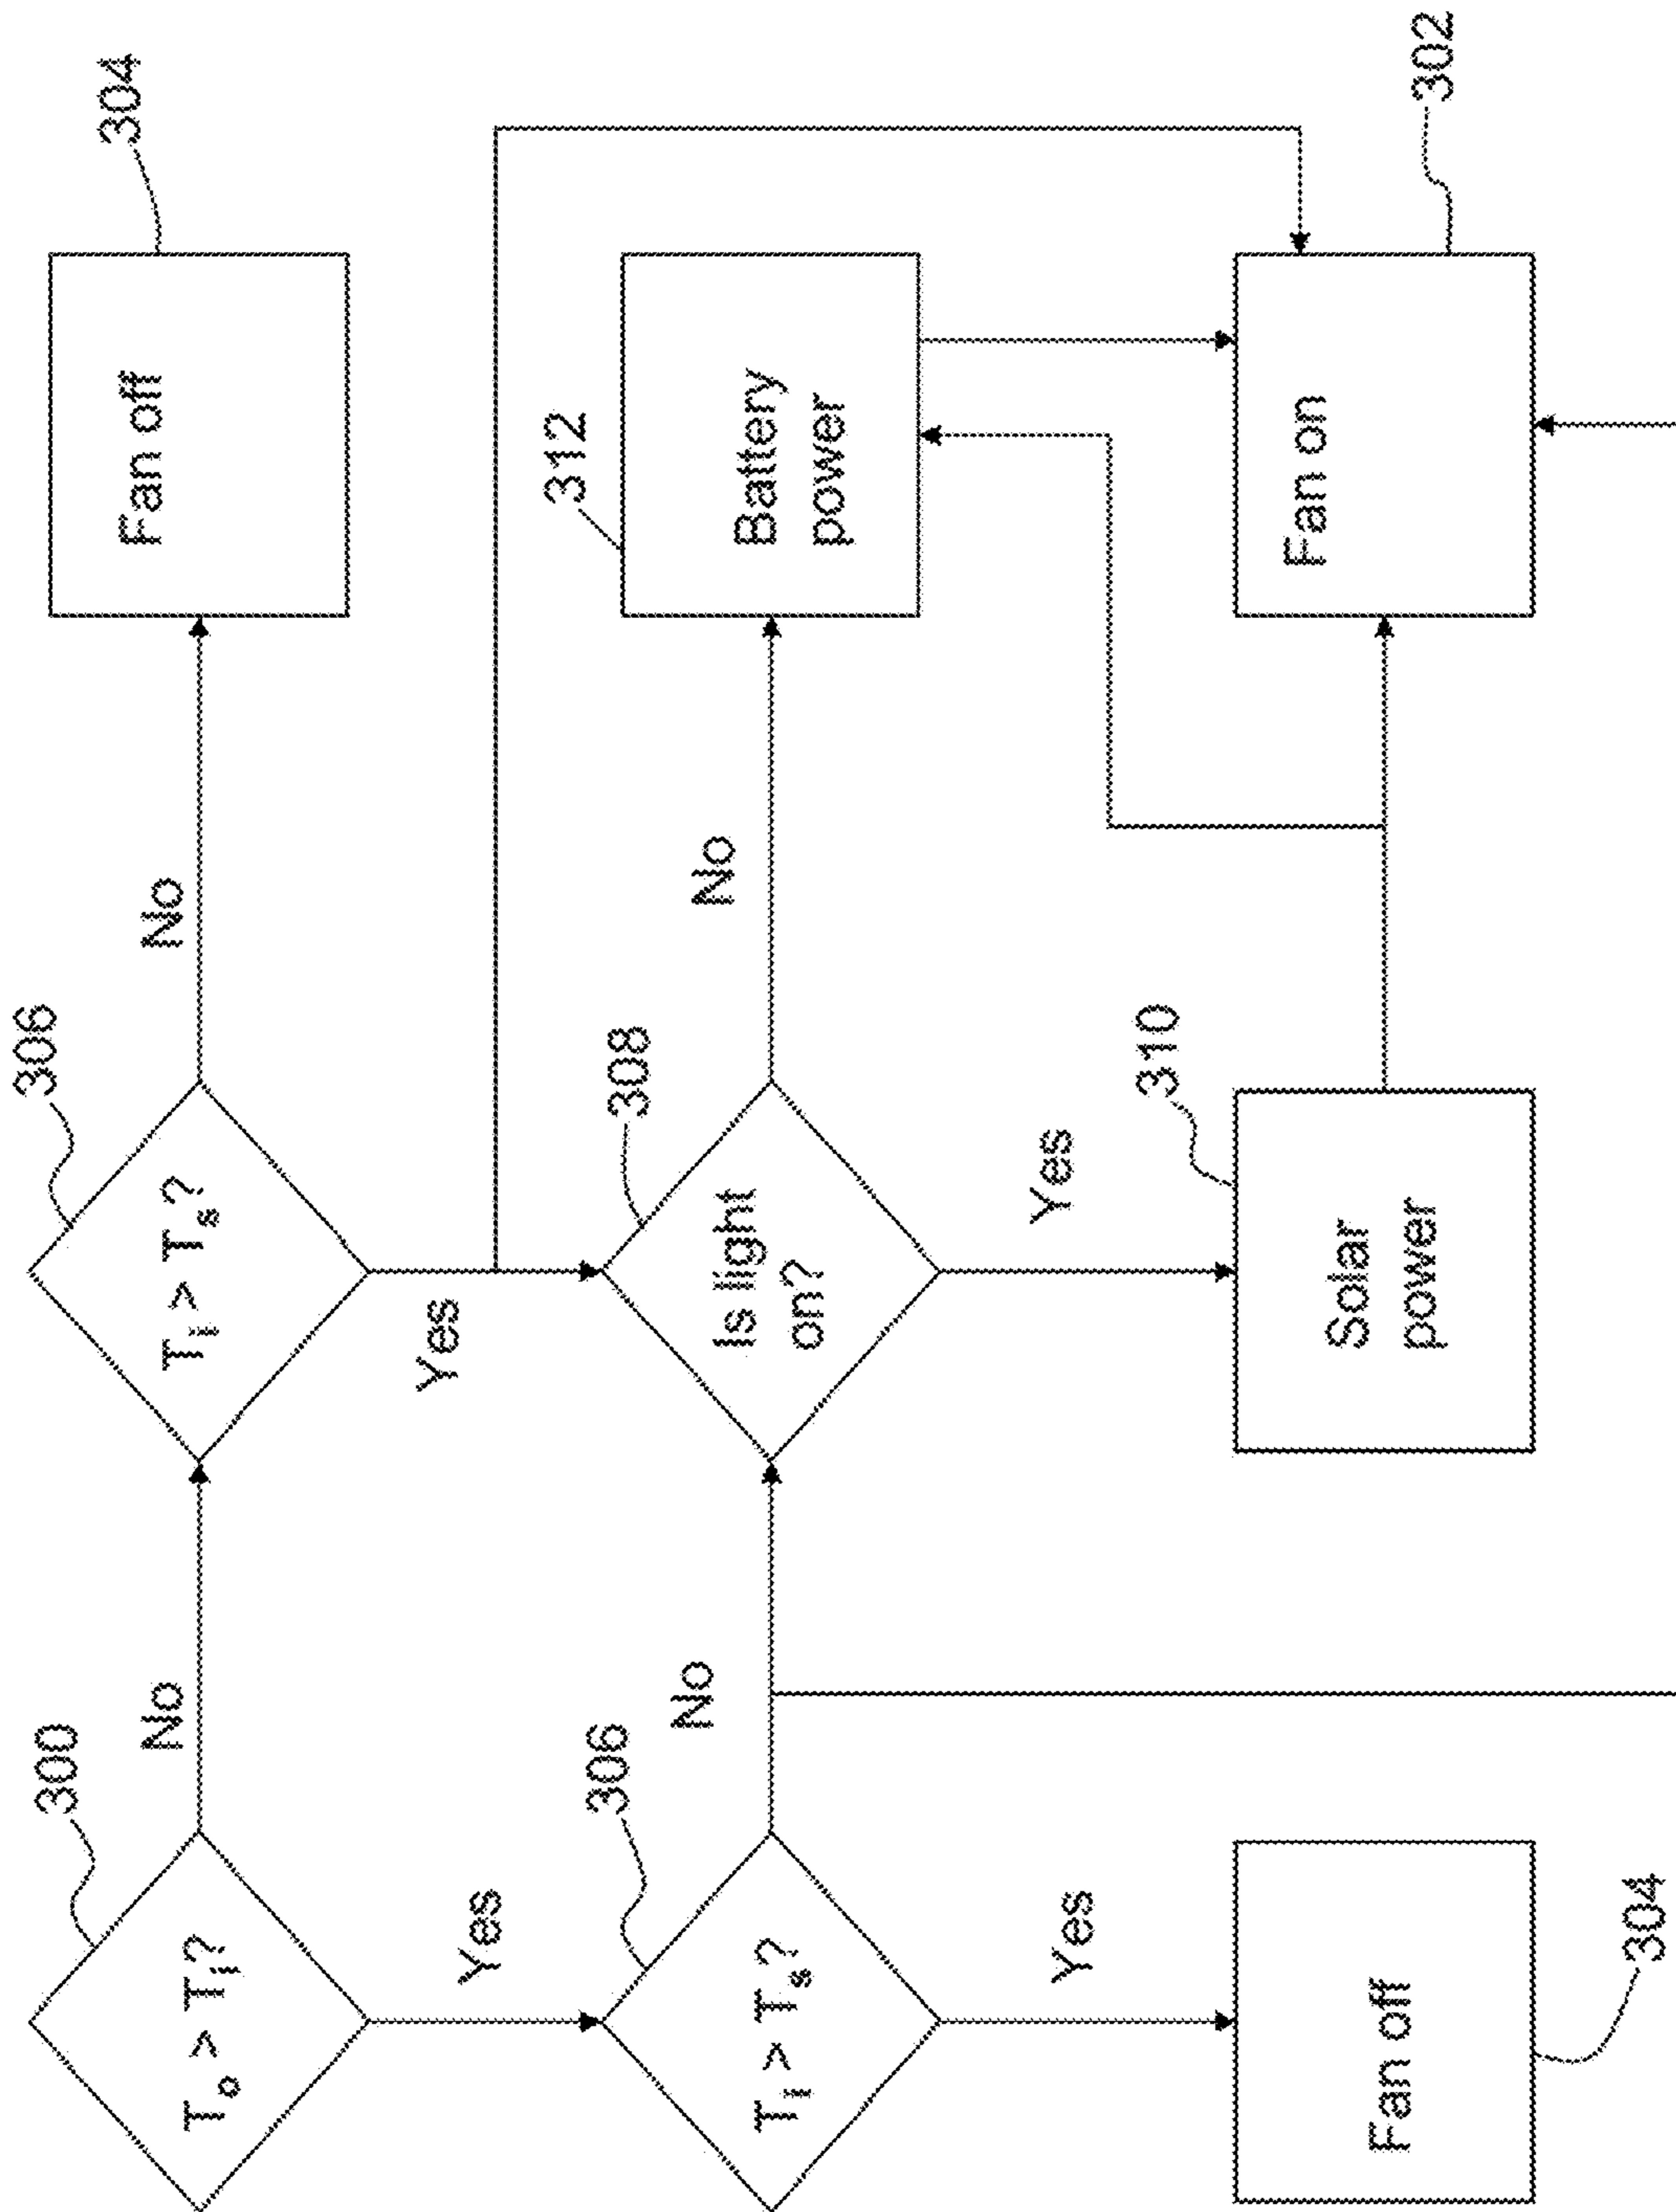 300
T₀ > Tᵢ?
No
306
Tᵢ > Tₛ?
No
304
Fan off
Yes
Yes
306
Tᵢ > Tₛ?
No
308
Is light
on?
No
312
Battery
power
Yes
Yes
304
Fan off
310
Solar
power
Fan on
302